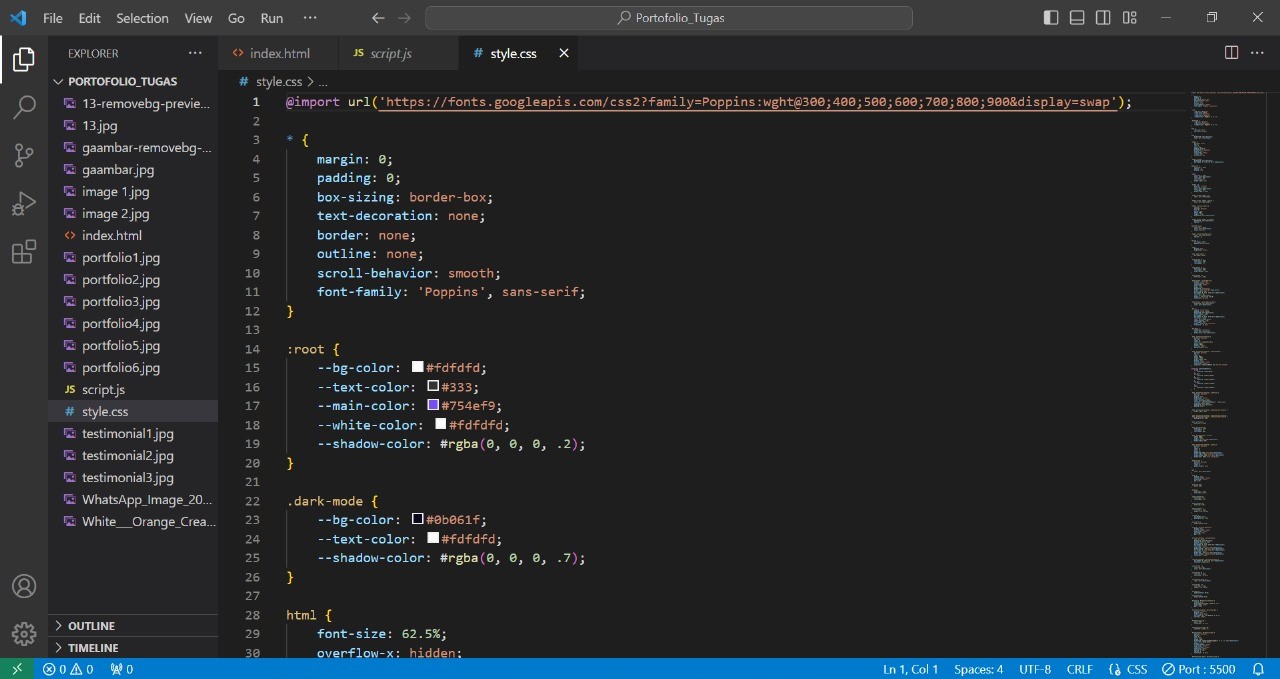 File Edit Selection View Go Run ···
Portofolio_Tugas
EXPLORER ···
PORTOFOLIO_TUGAS
13-removebg-previe...
13.jpg
gaambar-removebg-...
gaambar.jpg
image 1.jpg
image 2.jpg
index.html
portfolio1.jpg
portfolio2.jpg
portfolio3.jpg
portfolio4.jpg
portfolio5.jpg
portfolio6.jpg
JS script.js
# style.css
testimonial1.jpg
testimonial2.jpg
testimonial3.jpg
WhatsApp_Image_20...
White___Orange_Crea...
OUTLINE
TIMELINE
index.html JS script.js # style.css
# style.css > ...
1 @import url('https://fonts.googleapis.com/css2?family=Poppins:wght@300;400;500;600;700;800;900&display=swap');
2
3 * {
4 margin: 0;
5 padding: 0;
6 box-sizing: border-box;
7 text-decoration: none;
8 border: none;
9 outline: none;
10 scroll-behavior: smooth;
11 font-family: 'Poppins', sans-serif;
12 }
13
14 :root {
15 --bg-color: #fdfdfd;
16 --text-color: #333;
17 --main-color: #754ef9;
18 --white-color: #fdfdfd;
19 --shadow-color: #rgba(0, 0, 0, .2);
20 }
21
22 .dark-mode {
23 --bg-color: #0b061f;
24 --text-color: #fdfdfd;
25 --shadow-color: #rgba(0, 0, 0, .7);
26 }
27
28 html {
29 font-size: 62.5%;
30 overflow-x: hidden;
0 0 0 Ln 1, Col 1 Spaces: 4 UTF-8 CRLF {} CSS Port : 5500